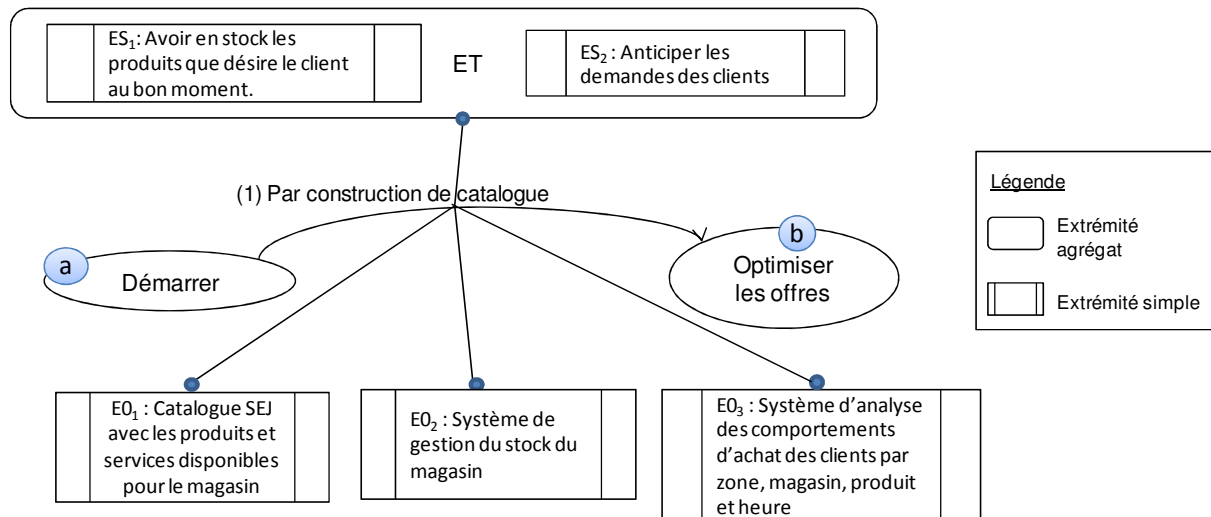 ES1: Avoir en stock les
produits que désire le client
au bon moment.
ET
ES2 : Anticiper les
demandes des clients
(1) Par construction de catalogue
a
Démarrer
b
Optimiser
les offres
Légende
Extrémité
agrégat
Extrémité simple
E01 : Catalogue SEJ
avec les produits et
services disponibles
pour le magasin
E02 : Système de
gestion du stock du
magasin
E03 : Système d'analyse
des comportements
d'achat des clients par
zone, magasin, produit
et heure